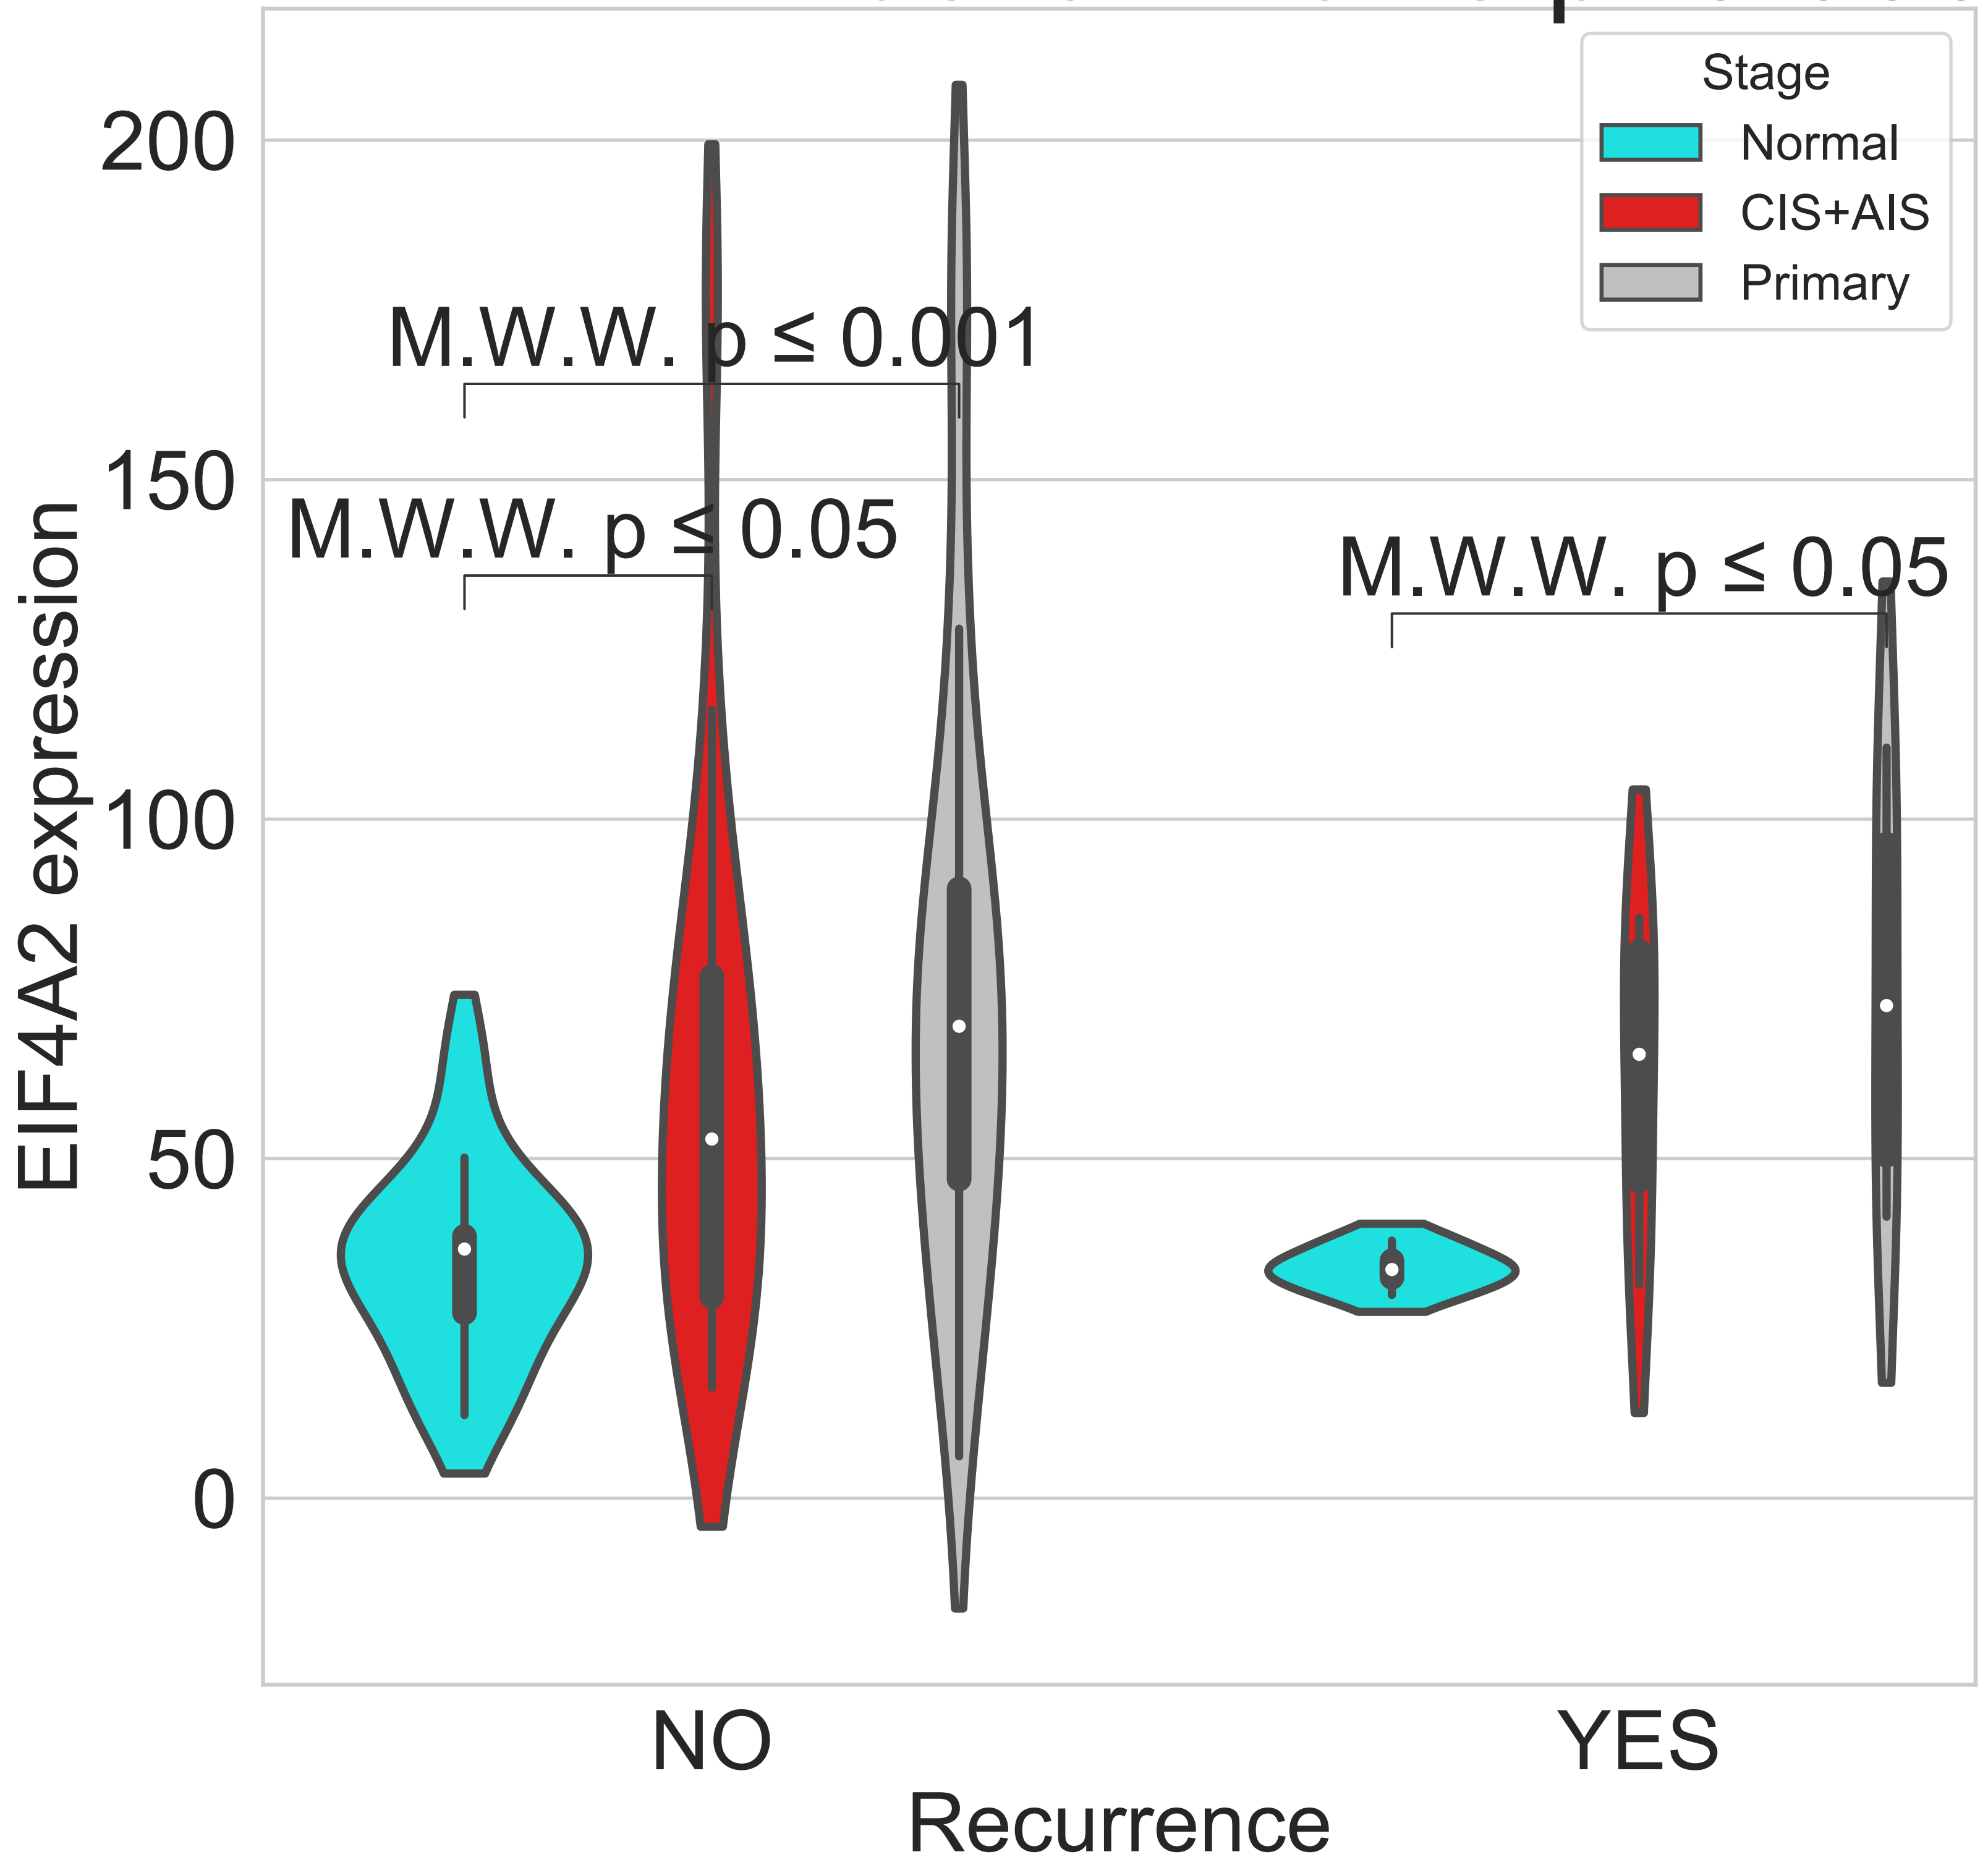 Stage
Normal
CIS+AIS
Primary
200
150
100
50
0
EIF4A2 expression
M.W.W. p ≤ 0.001
M.W.W. p ≤ 0.05
M.W.W. p ≤ 0.05
NO
YES
Recurrence